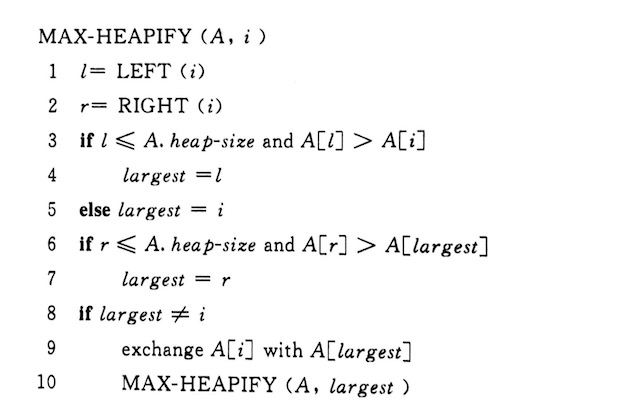 MAX-HEAPIFY (A, i )
1 l= LEFT (i)
2 r= RIGHT (i)
3 if l ⩽ A. heap-size and A[l] > A[i]
4 largest =l
5 else largest = i
6 if r ⩽ A. heap-size and A[r] > A[largest]
7 largest = r
8 if largest ≠ i
9 exchange A[i] with A[largest]
10 MAX-HEAPIFY (A, largest )